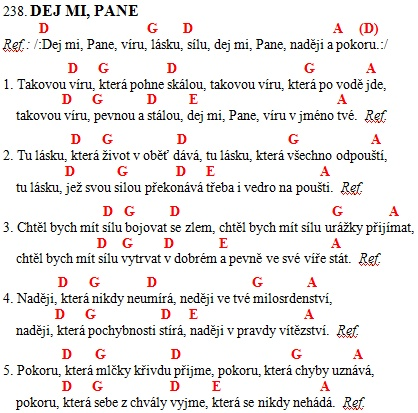 238. DEJ MI, PANE
D G D A (D)
Ref.: /:Dej mi, Pane, víru, lásku, sílu, dej mi, Pane, naději a pokoru.:/
D G D G A
1. Takovou víru, která pohne skálou, takovou víru, která po vodě jde,
D G D E A
takovou víru, pevnou a stálou, dej mi, Pane, víru v jméno tvé. Ref.
D G D G A
2. Tu lásku, která život v oběť dává, tu lásku, která všechno odpouští,
D G D E A
tu lásku, jež svou silou překonává třeba i vedro na poušti. Ref.
D G D G A
3. Chtěl bych mít sílu bojovat se zlem, chtěl bych mít sílu urážky přijímat,
D G D E A
chtěl bych mít sílu vytrvat v dobrém a pevně ve své víře stát. Ref.
D G D G A
4. Naději, která nikdy neumírá, neději ve tvé milosrdenství,
D G D E A
naději, která pochybnosti stírá, naději v pravdy vítězství. Ref.
D G D G A
5. Pokoru, která mlčky křivdu přijme, pokoru, která chyby uznává,
D G D E A
pokoru, která sebe z chvály vyjme, která se nikdy nehádá. Ref.